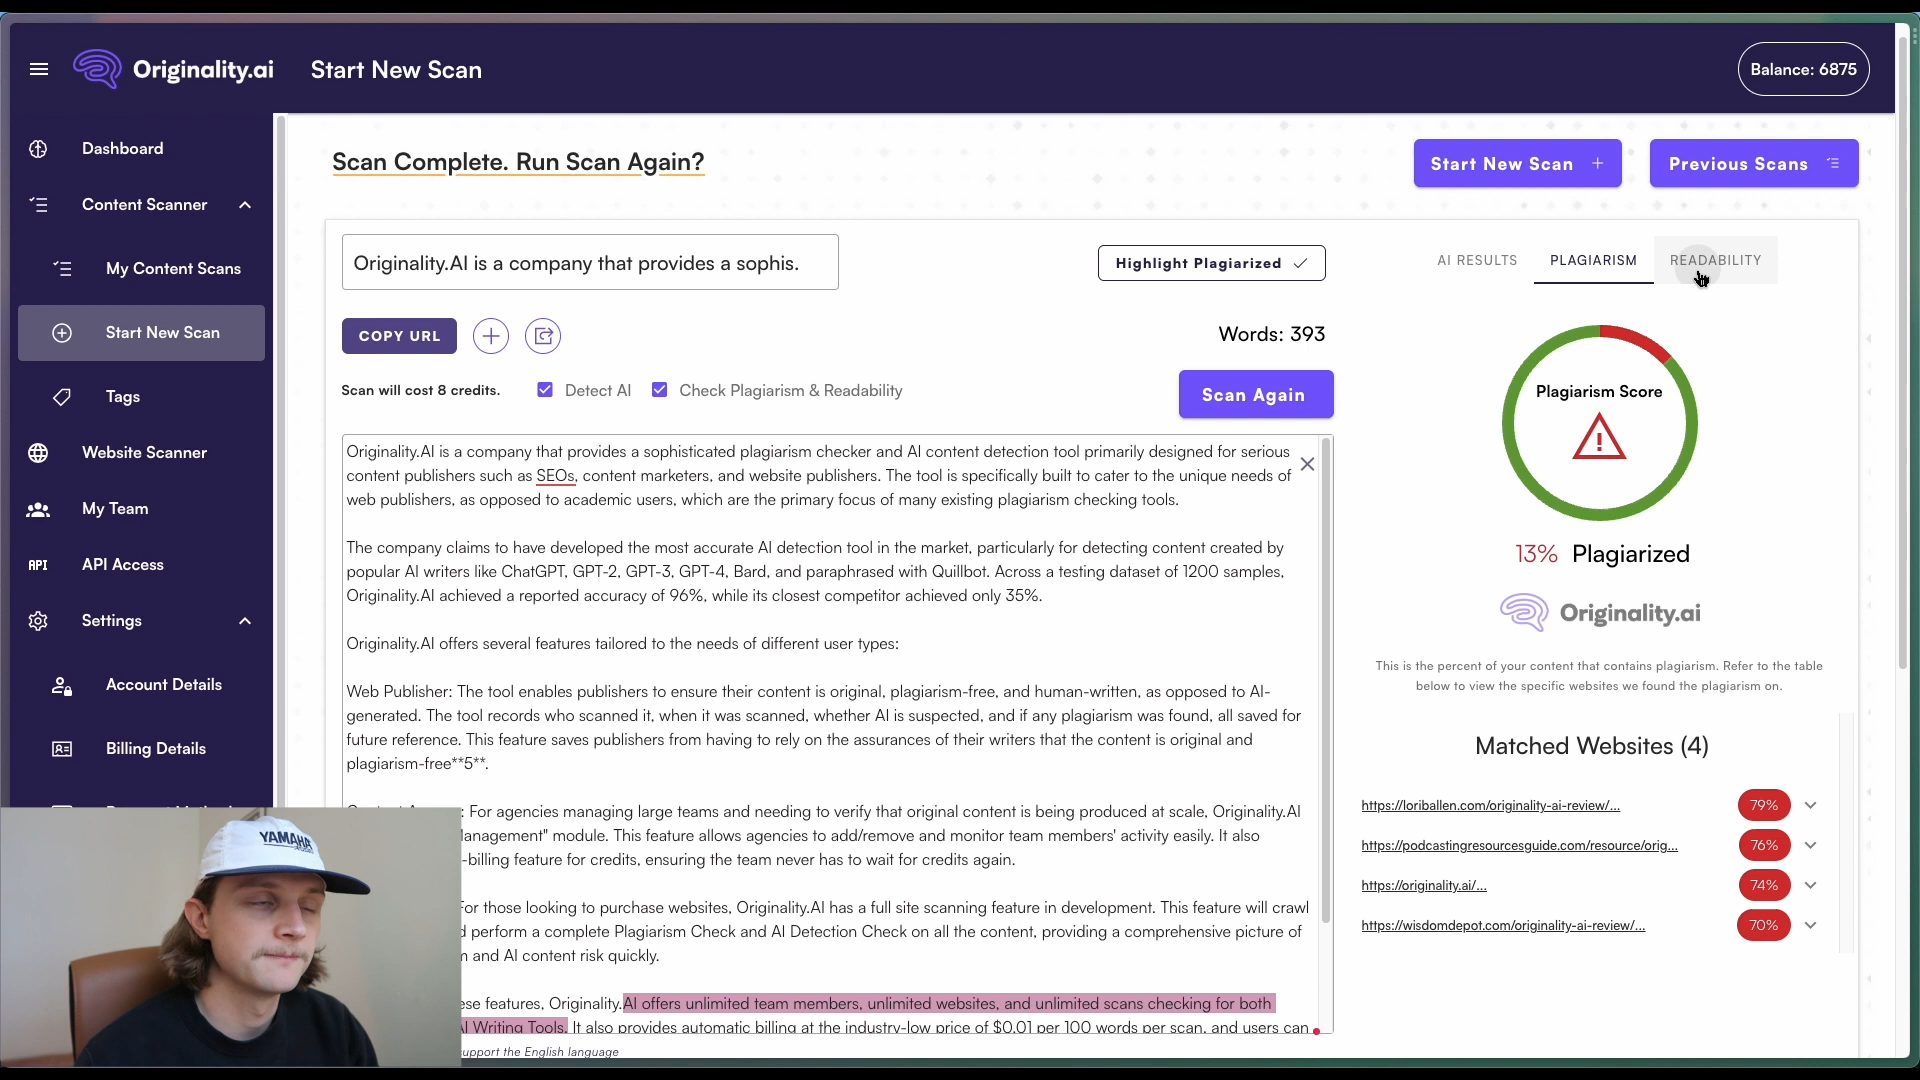 Originality.ai
Start New Scan
Balance: 6875
Dashboard
Content Scanner
My Content Scans
Start New Scan
Tags
Website Scanner
My Team
API
API Access
Settings
Account Details
Billing Details
Scan Complete. Run Scan Again?
Start New Scan +
Previous Scans
Originality.AI is a company that provides a sophis.
Highlight Plagiarized
COPY URL
Words: 393
Scan will cost 8 credits.
Detect AI
Check Plagiarism & Readability
Scan Again
Originality.AI is a company that provides a sophisticated plagiarism checker and AI content detection tool primarily designed for serious
content publishers such as SEOs, content marketers, and website publishers. The tool is specifically built to cater to the unique needs of
web publishers, as opposed to academic users, which are the primary focus of many existing plagiarism checking tools.
The company claims to have developed the most accurate AI detection tool in the market, particularly for detecting content created by
popular AI writers like ChatGPT, GPT-2, GPT-3, GPT-4, Bard, and paraphrased with Quillbot. Across a testing dataset of 1200 samples,
Originality.AI achieved a reported accuracy of 96%, while its closest competitor achieved only 35%.
Originality.AI offers several features tailored to the needs of different user types:
Web Publisher: The tool enables publishers to ensure their content is original, plagiarism-free, and human-written, as opposed to AI-
generated. The tool records who scanned it, when it was scanned, whether AI is suspected, and if any plagiarism was found, all saved for
future reference. This feature saves publishers from having to rely on the assurances of their writers that the content is original and
plagiarism-free**5**.
: For agencies managing large teams and needing to verify that original content is being produced at scale, Originality.AI
anagement" module. This feature allows agencies to add/remove and monitor team members' activity easily. It also
-billing feature for credits, ensuring the team never has to wait for credits again.
For those looking to purchase websites, Originality.AI has a full site scanning feature in development. This feature will crawl
perform a complete Plagiarism Check and AI Detection Check on all the content, providing a comprehensive picture of
and AI content risk quickly.
ese features, Originality.AI offers unlimited team members, unlimited websites, and unlimited scans checking for both
AI Writing Tools. It also provides automatic billing at the industry-low price of $0.01 per 100 words per scan, and users can
upport the English language
AI RESULTS
PLAGIARISM
READABILITY
Plagiarism Score
13% Plagiarized
Originality.ai
This is the percent of your content that contains plagiarism. Refer to the table
below to view the specific websites we found the plagiarism on.
Matched Websites (4)
https://loriballen.com/originality-ai-review/...
79%
https://podcastingresourcesguide.com/resource/orig...
76%
https://originality.ai/...
74%
https://wisdomdepot.com/originality-ai-review/...
70%
YAMAHA